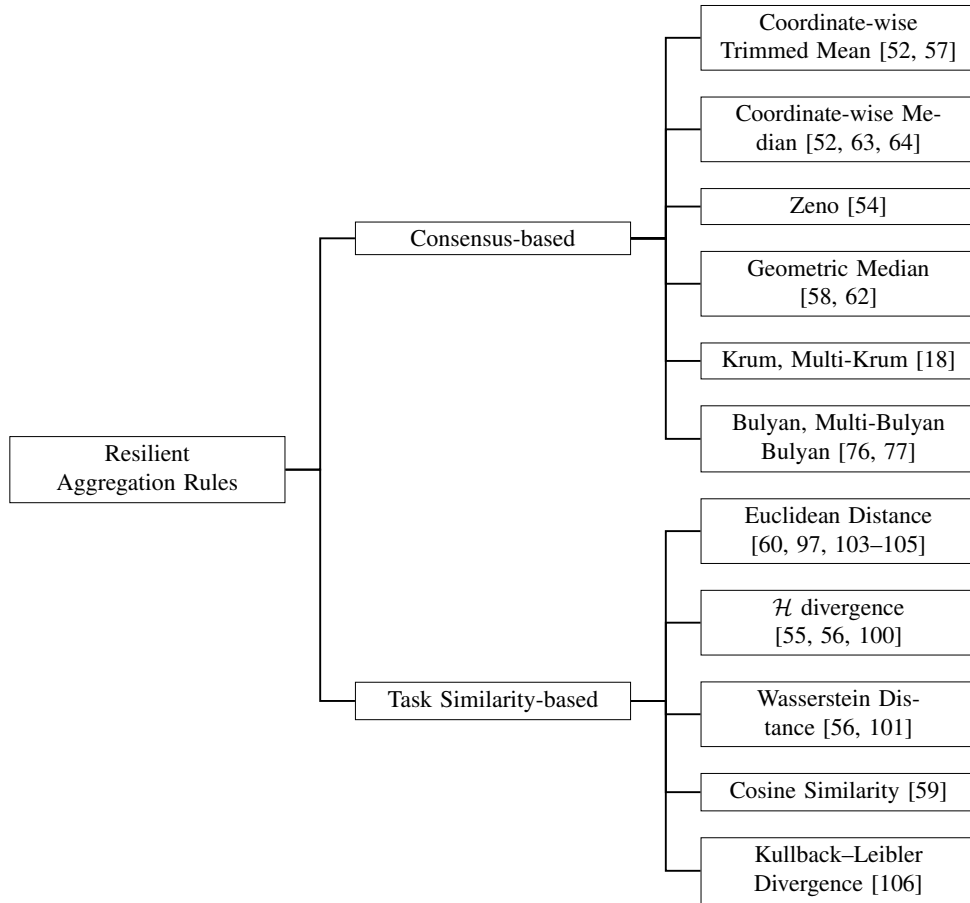 Coordinate-wise
Trimmed Mean [52, 57]
Coordinate-wise Me-
dian [52, 63, 64]
Zeno [54]
Consensus-based
Geometric Median
[58, 62]
Krum, Multi-Krum [18]
Bulyan, Multi-Bulyan
Bulyan [76, 77]
Resilient
Aggregation Rules
Euclidean Distance
[60, 97, 103–105]
ℋ divergence
[55, 56, 100]
Task Similarity-based
Wasserstein Dis-
tance [56, 101]
Cosine Similarity [59]
Kullback–Leibler
Divergence [106]